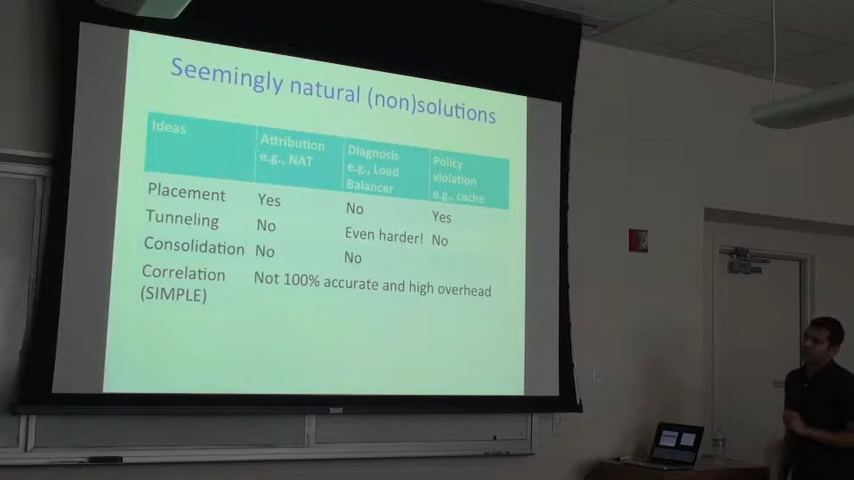 Seemingly natural (non)solutions
Ideas
Attribution
e.g., NAT
Diagnosis
e.g., Load
Balancer
Policy
violation
e.g., cache
Placement Yes No Yes
Tunneling No Even harder! No
Consolidation No No
Correlation Not 100% accurate and high overhead
(SIMPLE)